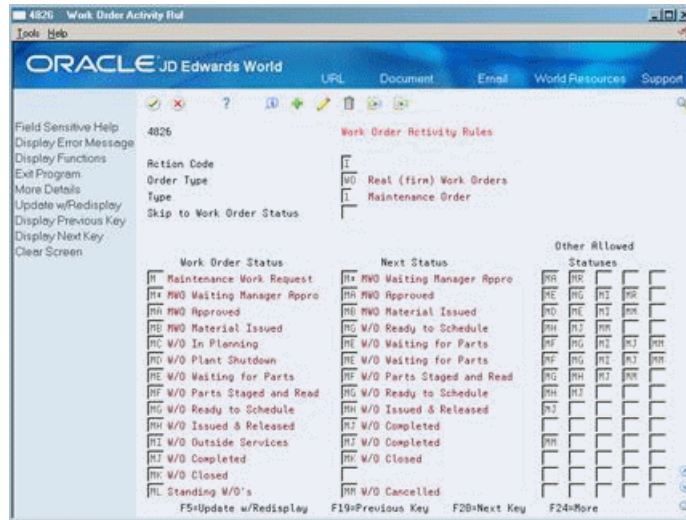 4826 Work Order Activity Rul
Tools Help
ORACLE JD Edwards World
URL Document Email World Resources Support
Field Sensitive Help
Display Error Message
Display Functions
Exit Program
More Details
Update w/Redisplay
Display Previous Key
Display Next Key
Clear Screen
4826 Work Order Activity Rules
Action Code I
Order Type WO Real (firm) Work Orders
Type 1 Maintenance Order
Skip to Work Order Status
Other Allowed
Work Order Status Next Status Statuses
M Maintenance Work Request M* MWO Waiting Manager Appro MA MR
M* MWO Waiting Manager Appro MA MWO Approved ME MG MI MR
MA MWO Approved MB MWO Material Issued MD ME MI MM
MB MWO Material Issued MG W/O Ready to Schedule MH MJ MM
MC W/O In Planning ME W/O Waiting for Parts MF MG MI MJ MM
MD W/O Plant Shutdown ME W/O Waiting for Parts MF MG MI MJ MM
ME W/O Waiting for Parts MF W/O Parts Staged and Read MG MH MJ MM
MF W/O Parts Staged and Read MG W/O Ready to Schedule MH MJ
MG W/O Ready to Schedule MH W/O Issued & Released MJ
MH W/O Issued & Released MJ W/O Completed
MI W/O Outside Services MJ W/O Completed MM
MJ W/O Completed MK W/O Closed
MK W/O Closed
ML Standing W/O's MM W/O Cancelled
F5=Update w/Redisplay F19=Previous Key F20=Next Key F24=More